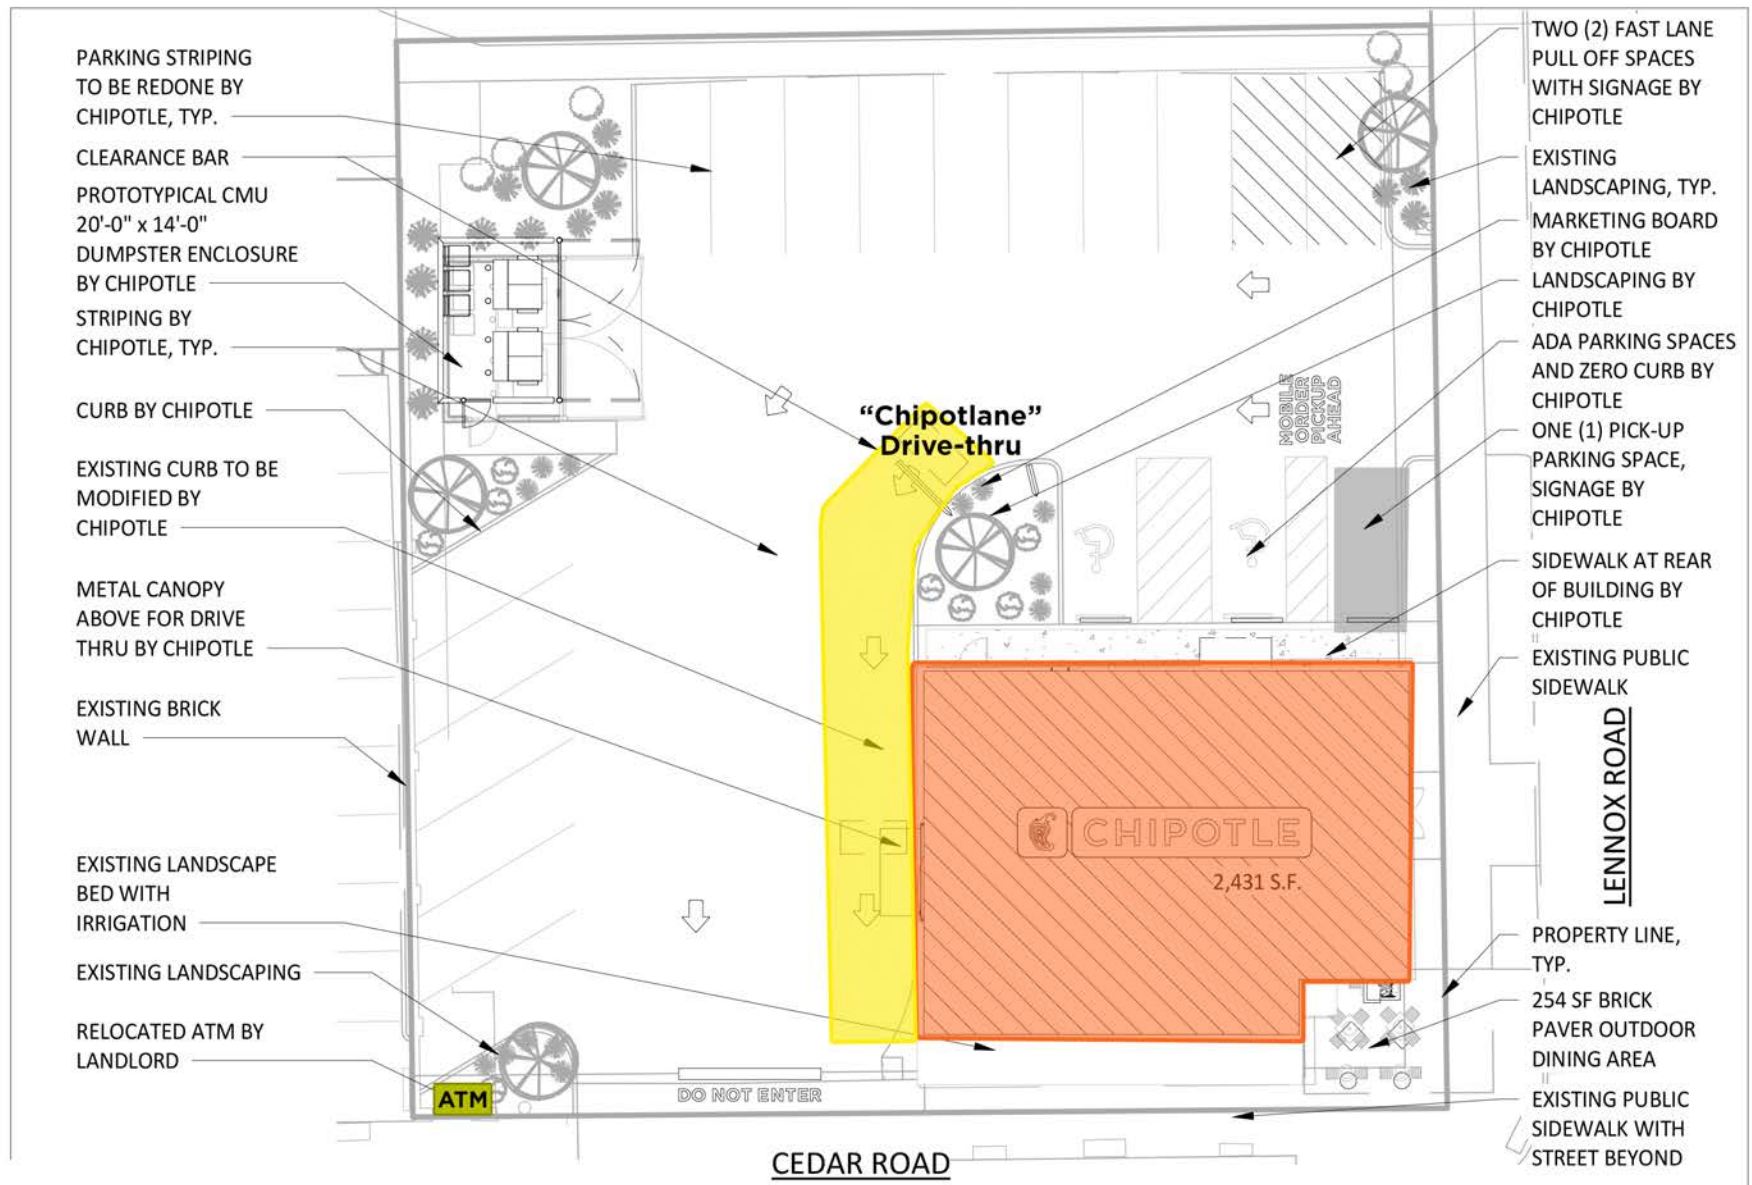 PARKING STRIPING
TO BE REDONE BY
CHIPOTLE, TYP.
CLEARANCE BAR
PROTOTYPICAL CMU
20'-0" x 14'-0"
DUMPSTER ENCLOSURE
BY CHIPOTLE
STRIPING BY
CHIPOTLE, TYP.
CURB BY CHIPOTLE
EXISTING CURB TO BE
MODIFIED BY
CHIPOTLE
METAL CANOPY
ABOVE FOR DRIVE
THRU BY CHIPOTLE
EXISTING BRICK
WALL
EXISTING LANDSCAPE
BED WITH
IRRIGATION
EXISTING LANDSCAPING
RELOCATED ATM BY
LANDLORD
ATM
“Chipotlane”
Drive-thru
MOBILE
ORDER
PICKUP
AHEAD
CHIPOTLE
2,431 S.F.
DO NOT ENTER
CEDAR ROAD
TWO (2) FAST LANE
PULL OFF SPACES
WITH SIGNAGE BY
CHIPOTLE
EXISTING
LANDSCAPING, TYP.
MARKETING BOARD
BY CHIPOTLE
LANDSCAPING BY
CHIPOTLE
ADA PARKING SPACES
AND ZERO CURB BY
CHIPOTLE
ONE (1) PICK-UP
PARKING SPACE,
SIGNAGE BY
CHIPOTLE
SIDEWALK AT REAR
OF BUILDING BY
CHIPOTLE
EXISTING PUBLIC
SIDEWALK
LENNOX ROAD
PROPERTY LINE,
TYP.
254 SF BRICK
PAVER OUTDOOR
DINING AREA
EXISTING PUBLIC
SIDEWALK WITH
STREET BEYOND